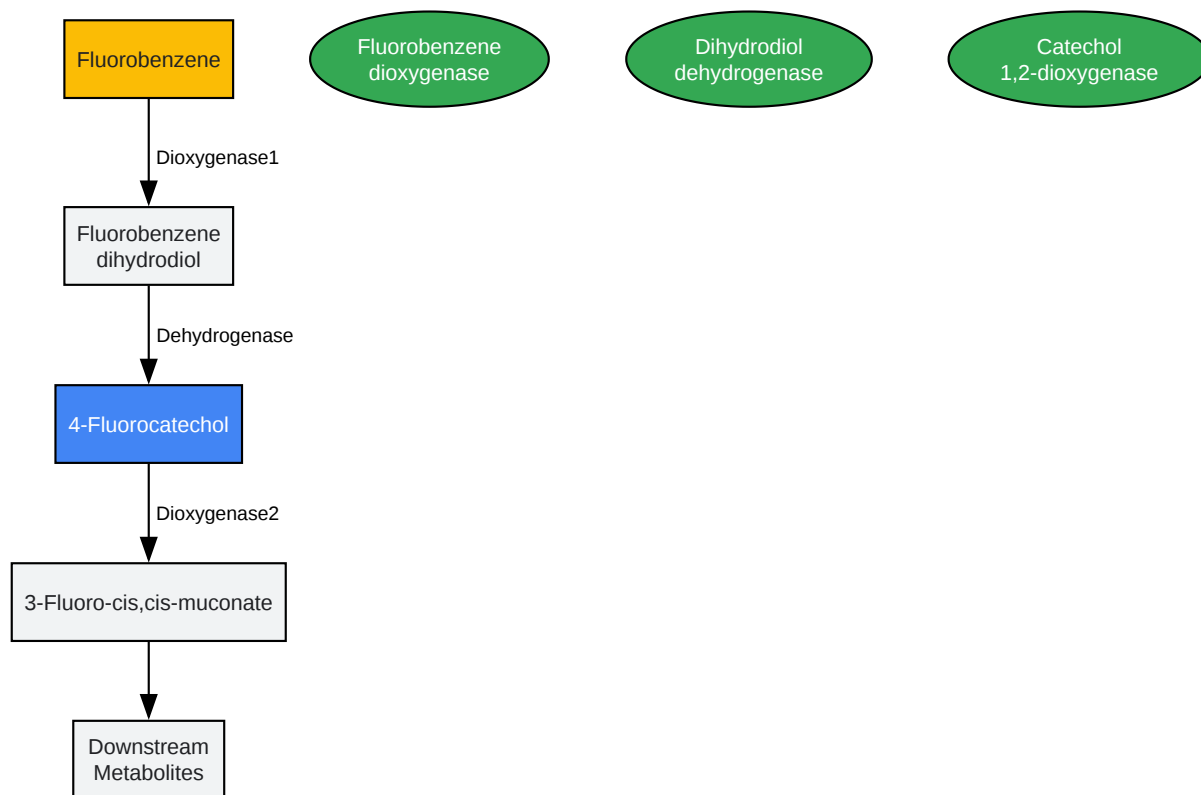 Fluorobenzene
Fluorobenzene
dioxygenase
Dihydrodiol
dehydrogenase
Catechol
1,2-dioxygenase
Dioxygenase1
Fluorobenzene
dihydrodiol
Dehydrogenase
4-Fluorocatechol
Dioxygenase2
3-Fluoro-cis,cis-muconate
Downstream
Metabolites